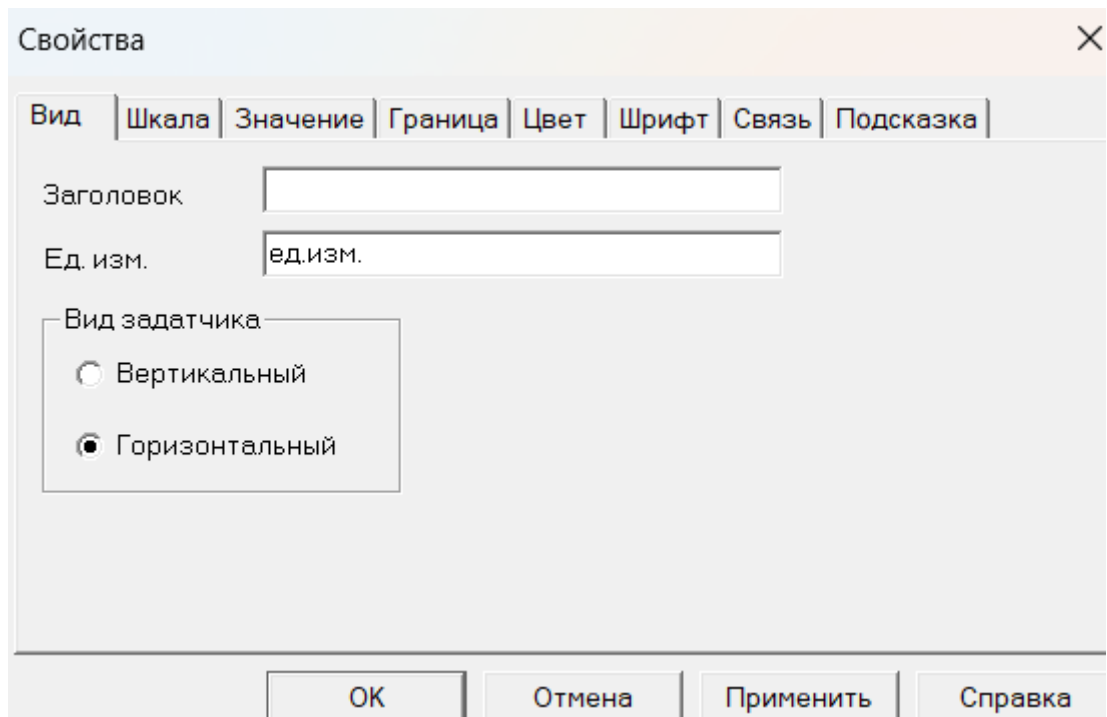 Свойства
Вид Шкала Значение Граница Цвет Шрифт Связь Подсказка
Заголовок
Ед. изм. ед.изм.
Вид задатчика
Вертикальный
Горизонтальный
OK Отмена Применить Справка